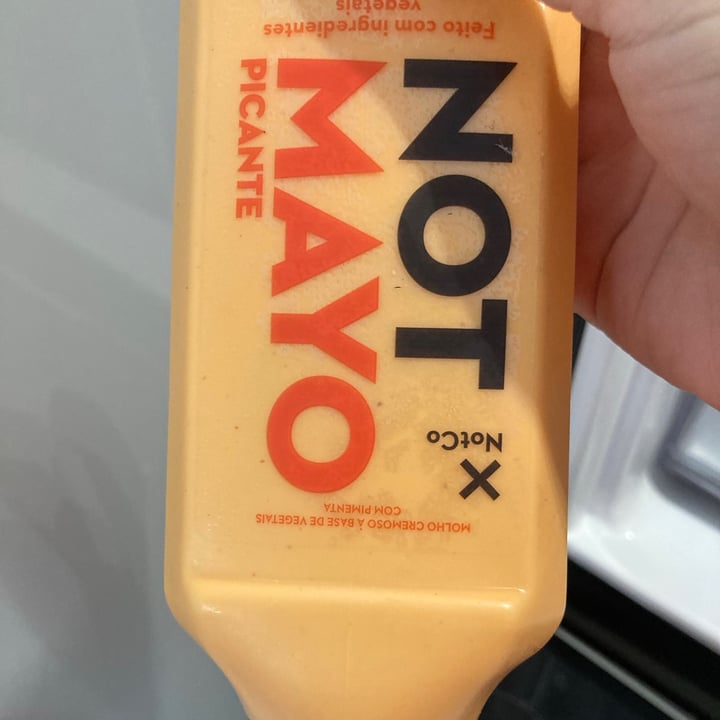 MOLHO CREMOSO À BASE DE VEGETAIS
COM PIMENTA
NotCo
NOT
MAYO
PICANTE
Feito com ingredientes
vegetais